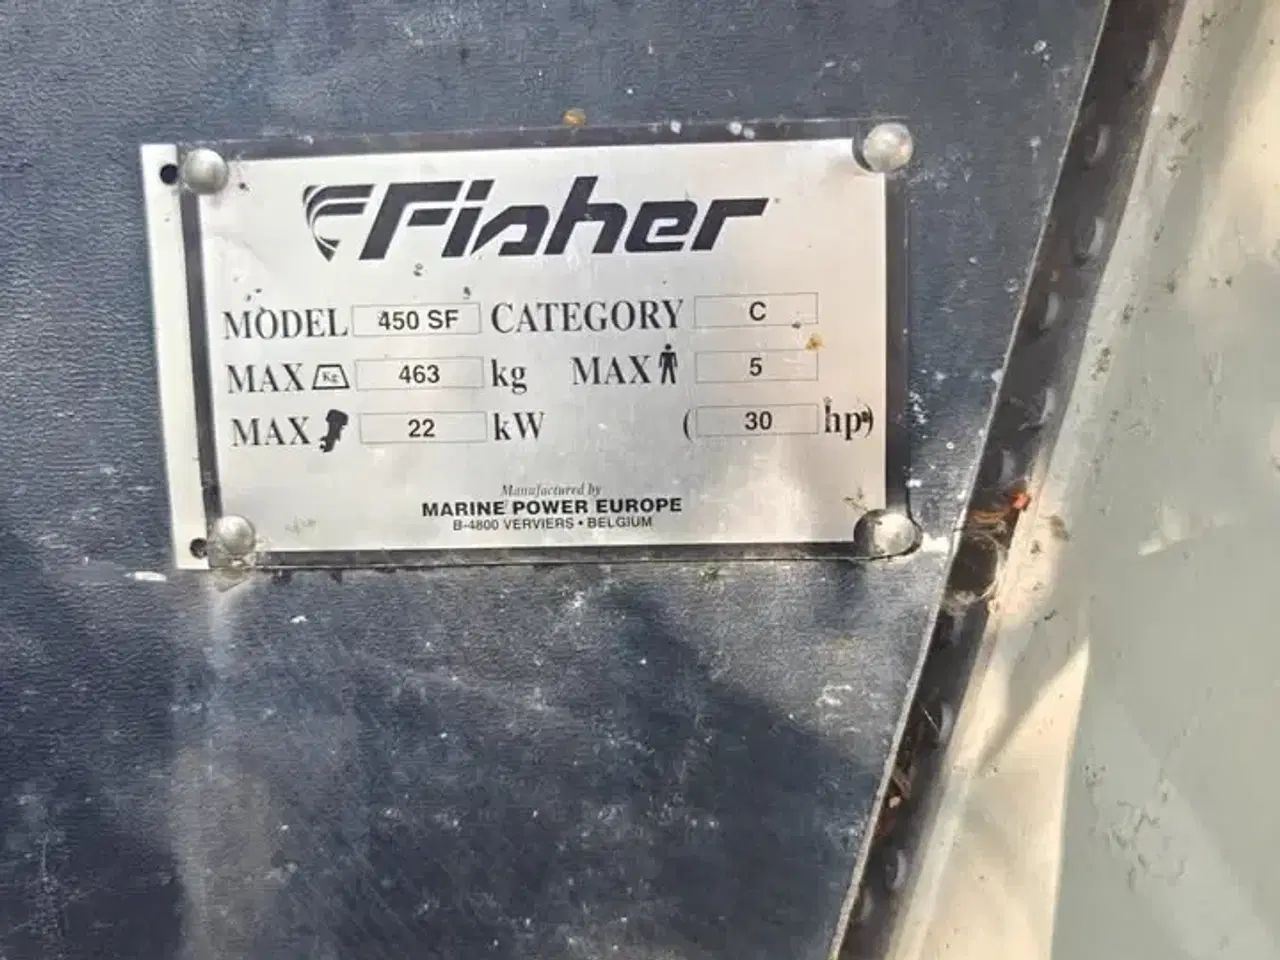 Fisher
MODEL 450 SF CATEGORY C
MAX Kg 463 kg MAX 5
MAX 22 kW (30 hp)
Manufactured by
MARINE POWER EUROPE
B-4800 VERVIERS • BELGIUM